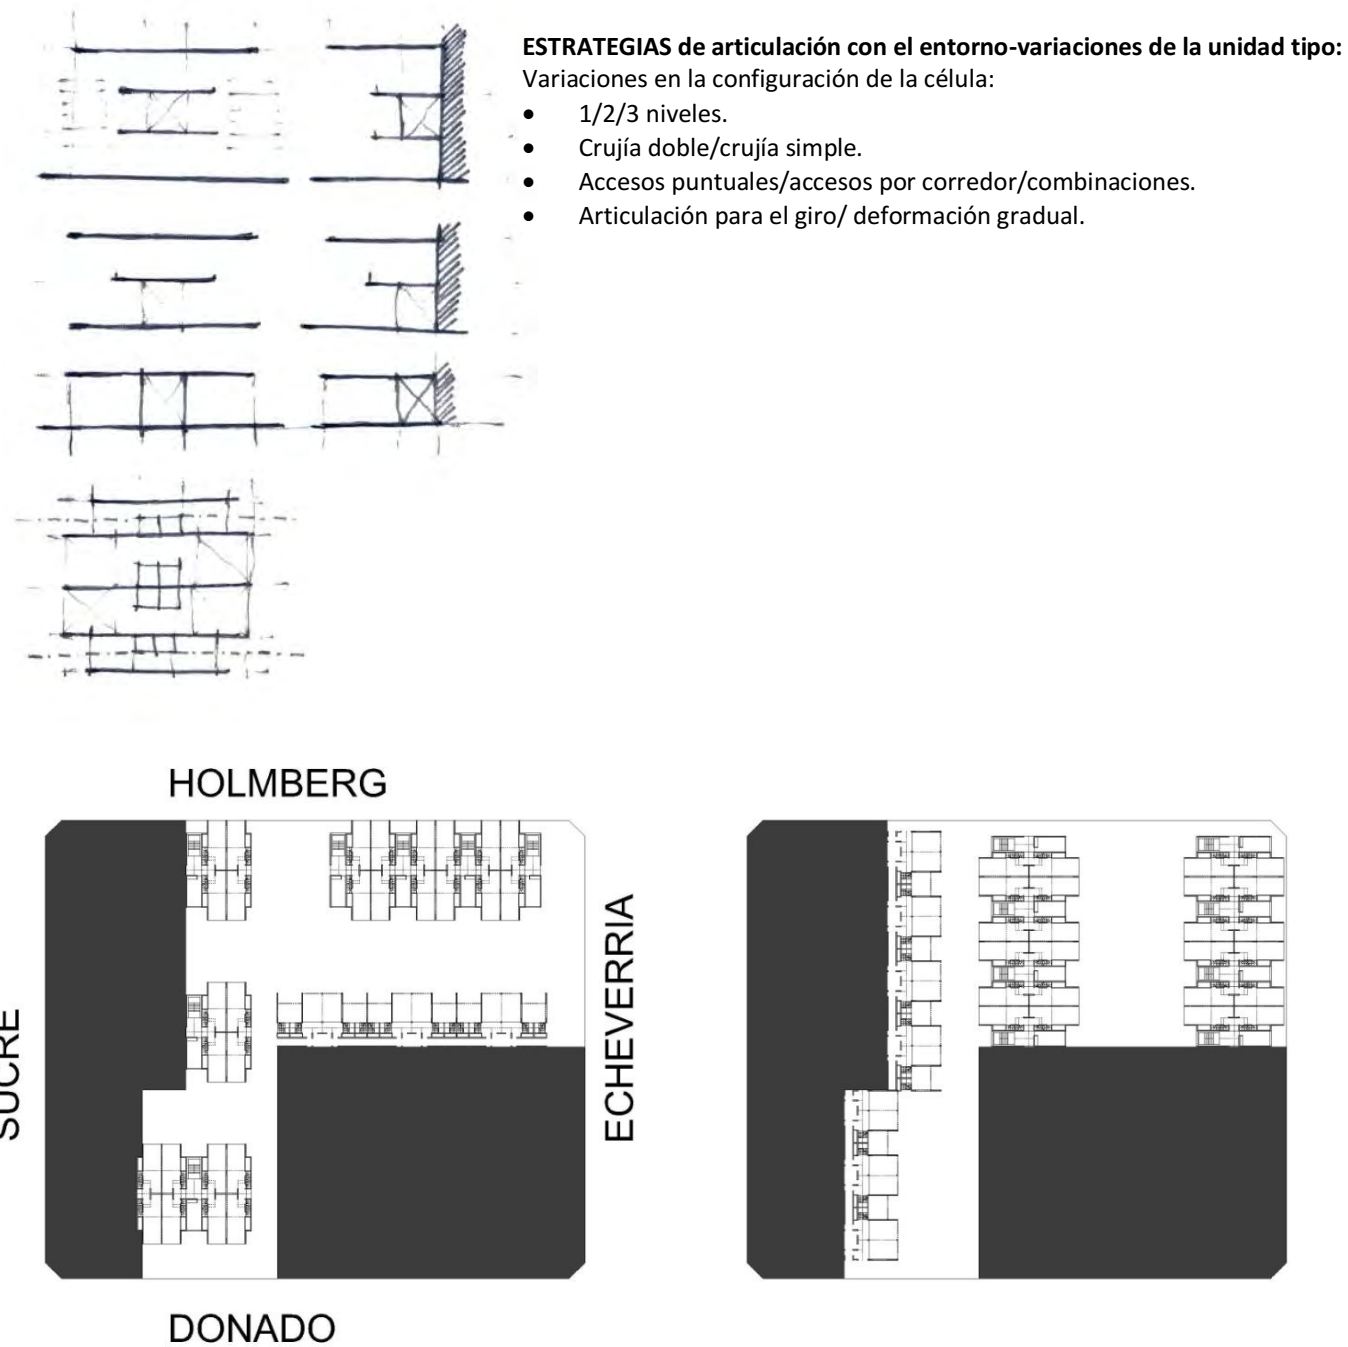 ESTRATEGIAS de articulación con el entorno-variaciones de la unidad tipo:
Variaciones en la configuración de la célula:
• 1/2/3 niveles.
• Crujía doble/crujía simple.
• Accesos puntuales/accesos por corredor/combinaciones.
• Articulación para el giro/ deformación gradual.
HOLMBERG
SUCRE
ECHEVERRIA
DONADO